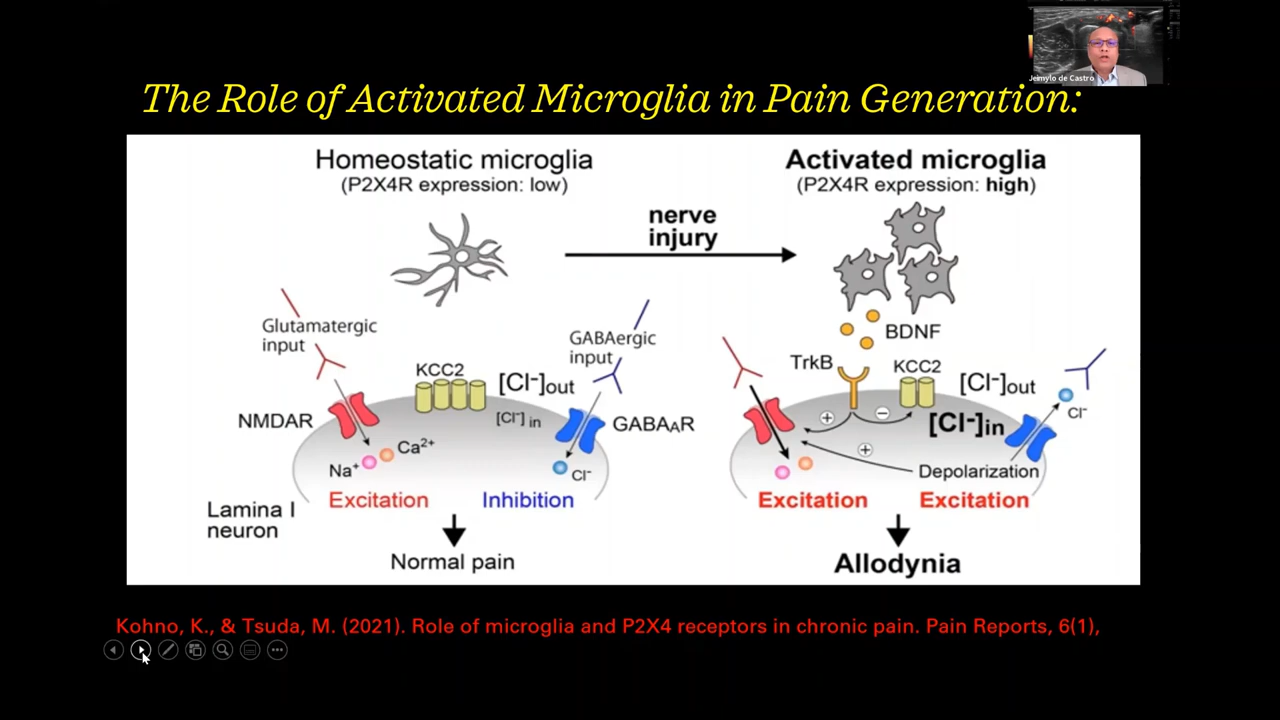 Jeimylo de Castro
The Role of Activated Microglia in Pain Generation:
Homeostatic microglia
(P2X4R expression: low)
nerve
injury
Activated microglia
(P2X4R expression: high)
Glutamatergic
input
GABAergic
input
KCC2
[Cl-]out
[Cl-] in
NMDAR
GABAAR
Na+
Ca2+
Cl-
Excitation
Inhibition
Lamina I
neuron
Normal pain
BDNF
TrkB
KCC2
[Cl-]out
Cl-
+
−
[Cl-]in
+
Depolarization
Excitation
Excitation
Allodynia
Kohno, K., & Tsuda, M. (2021). Role of microglia and P2X4 receptors in chronic pain. Pain Reports, 6(1),